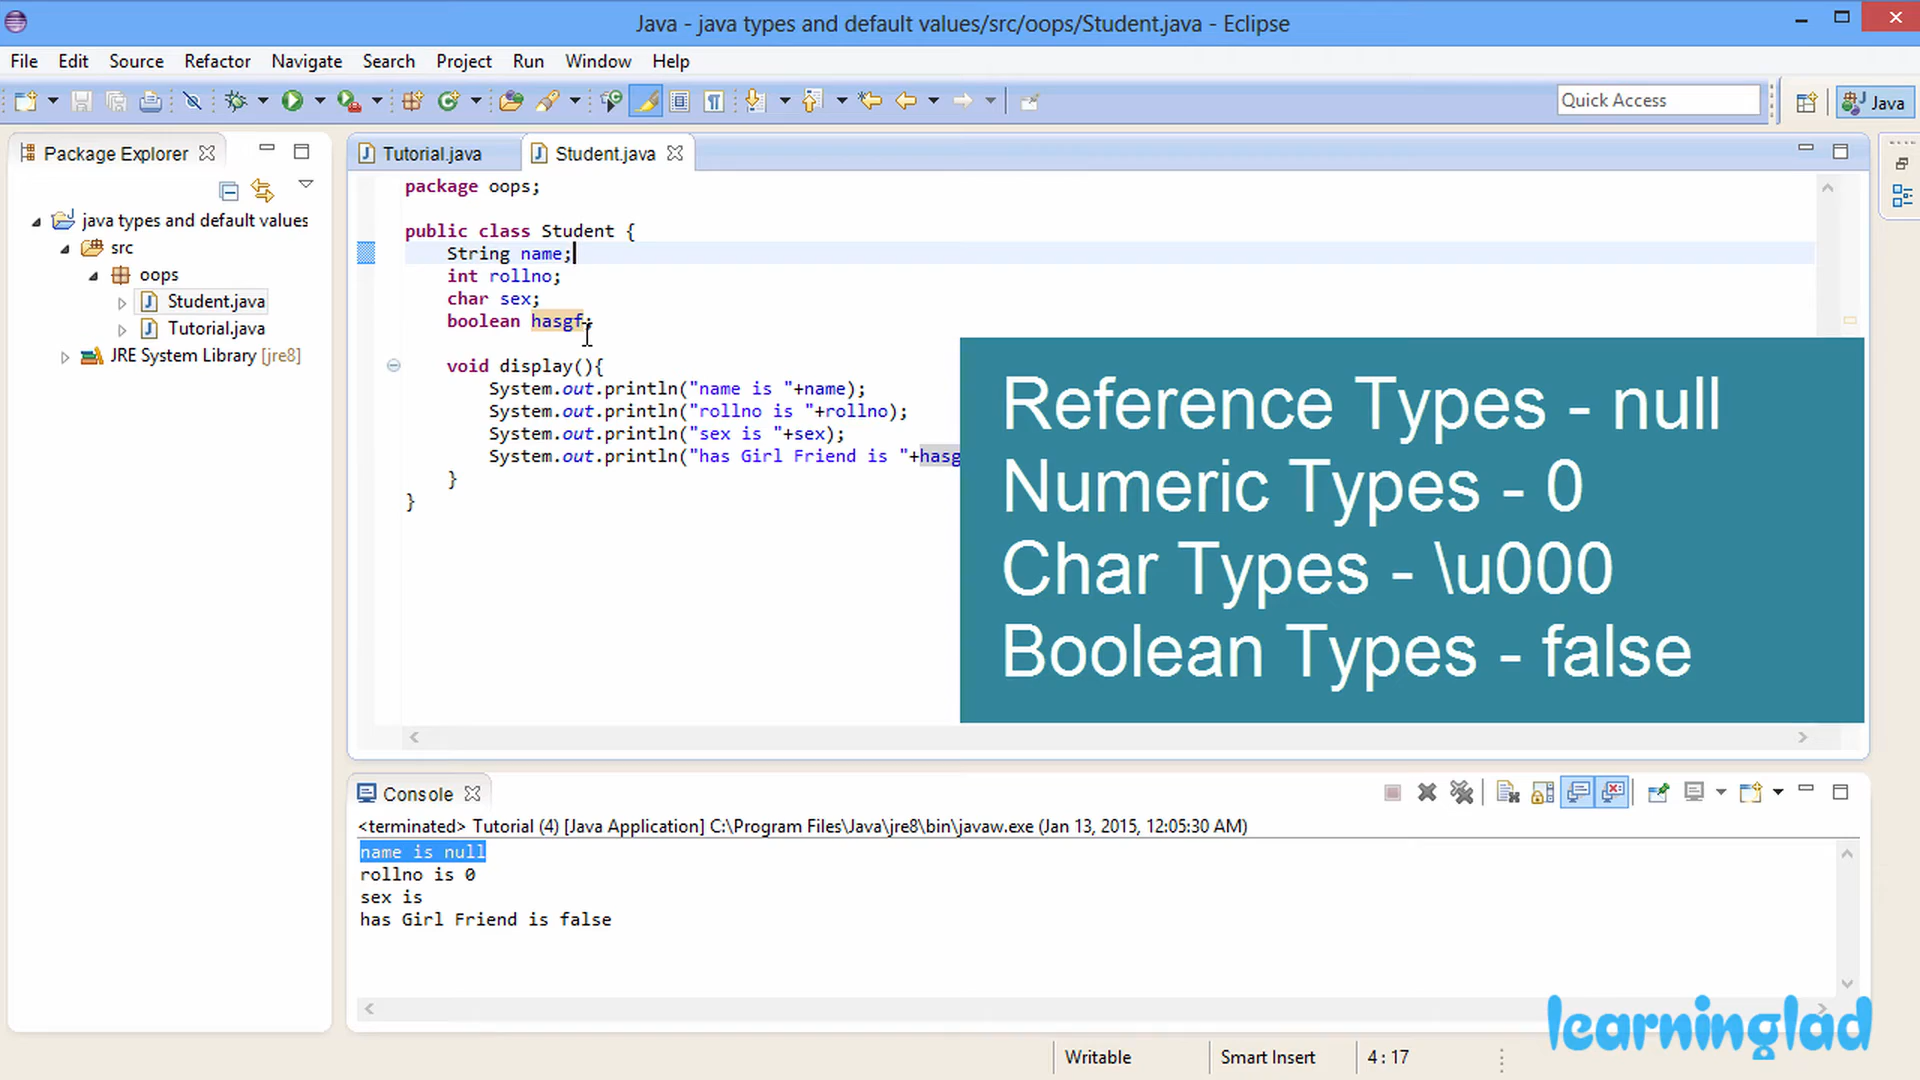 Java - java types and default values/src/oops/Student.java - Eclipse
File Edit Source Refactor Navigate Search Project Run Window Help
Quick Access
Java
Package Explorer
java types and default values
src
oops
Student.java
Tutorial.java
JRE System Library [jre8]
Tutorial.java Student.java
package oops;
public class Student {
String name;
int rollno;
char sex;
boolean hasgf;
void display(){
System.out.println("name is "+name);
System.out.println("rollno is "+rollno);
System.out.println("sex is "+sex);
System.out.println("has Girl Friend is "+hasg
}
}
Reference Types - null
Numeric Types - 0
Char Types - \u000
Boolean Types - false
Console
<terminated> Tutorial (4) [Java Application] C:\Program Files\Java\jre8\bin\javaw.exe (Jan 13, 2015, 12:05:30 AM)
name is null
rollno is 0
sex is
has Girl Friend is false
learninglad
Writable Smart Insert 4 : 17